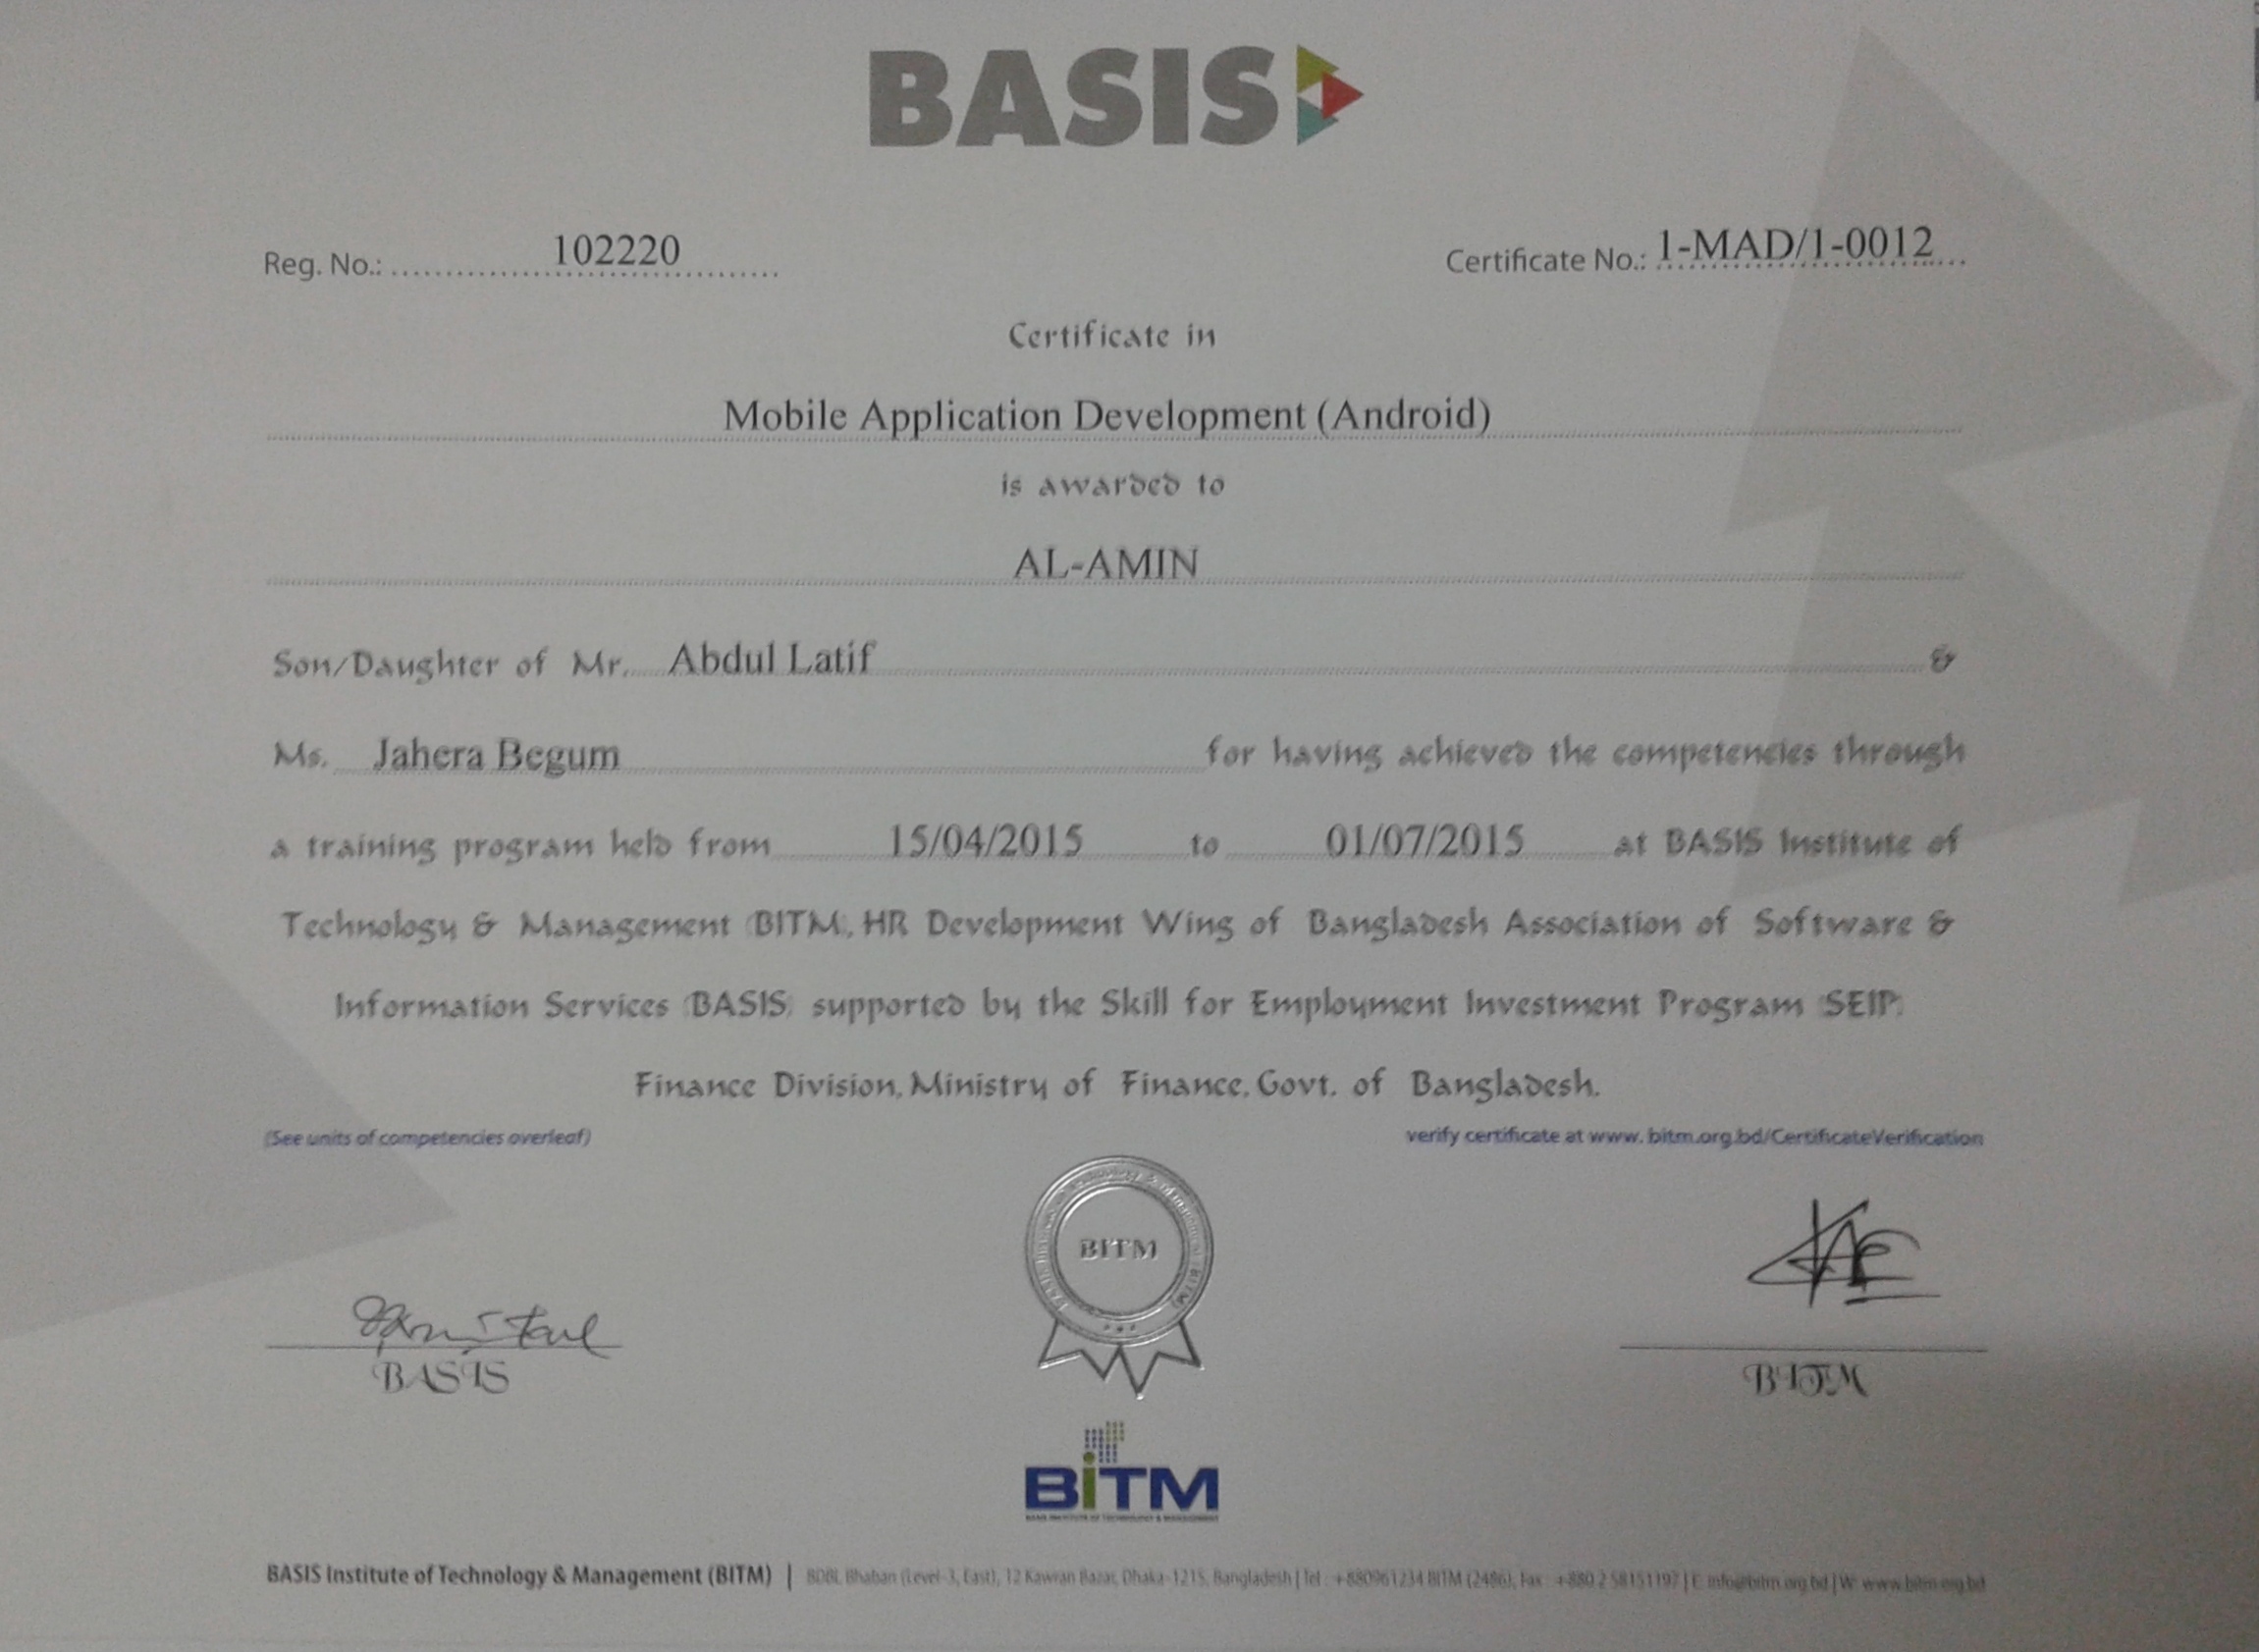 BASIS
Reg. No.: 102220
Certificate No.: 1-MAD/1-0012
Certificate in
Mobile Application Development (Android)
is awarded to
AL-AMIN
Son/Daughter of Mr. Abdul Latif &
Ms. Jahera Begum for having achieved the competencies through
a training program held from 15/04/2015 to 01/07/2015 at BASIS Institute of
Technology & Management (BITM), HR Development Wing of Bangladesh Association of Software &
Information Services (BASIS) supported by the Skill for Employment Investment Program (SEIP),
Finance Division, Ministry of Finance, Govt. of Bangladesh.
(See units of competencies overleaf)
verify certificate at www. bitm.org.bd/CertificateVerification
BITM
BASIS
BITM
BiTM
BASIS INSTITUTE OF TECHNOLOGY & MANAGEMENT
BASIS Institute of Technology & Management (BITM) | BDBL Bhaban (Level-3, East), 12 Kawran Bazar, Dhaka-1215, Bangladesh | Tel : +880961234 BITM (2486), Fax : +880 2 58151197 | E: info@bitm.org.bd | W: www.bitm.org.bd